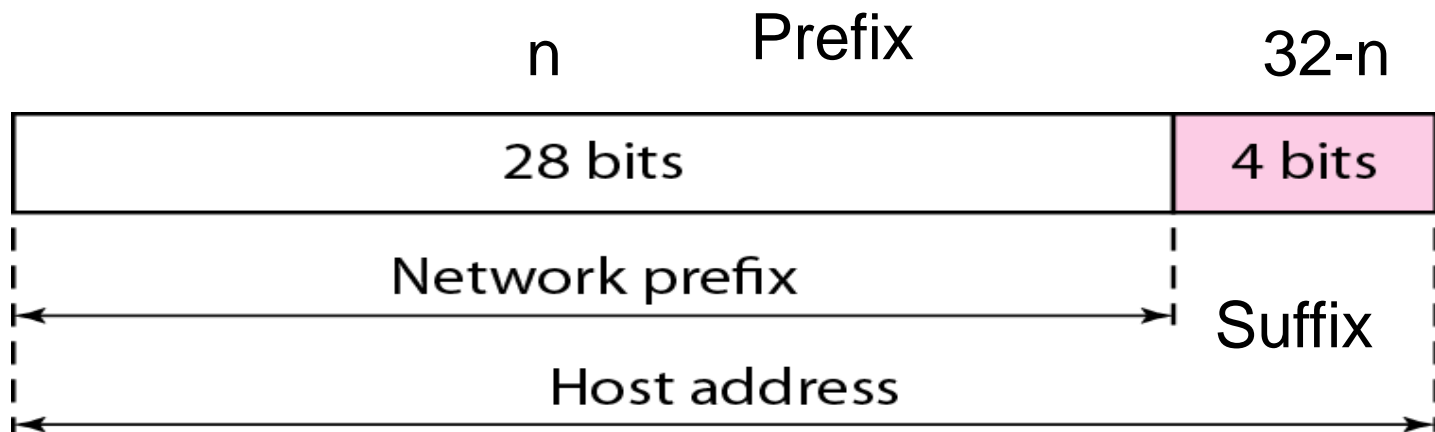 n Prefix 32-n
28 bits 4 bits
Network prefix
Suffix
Host address